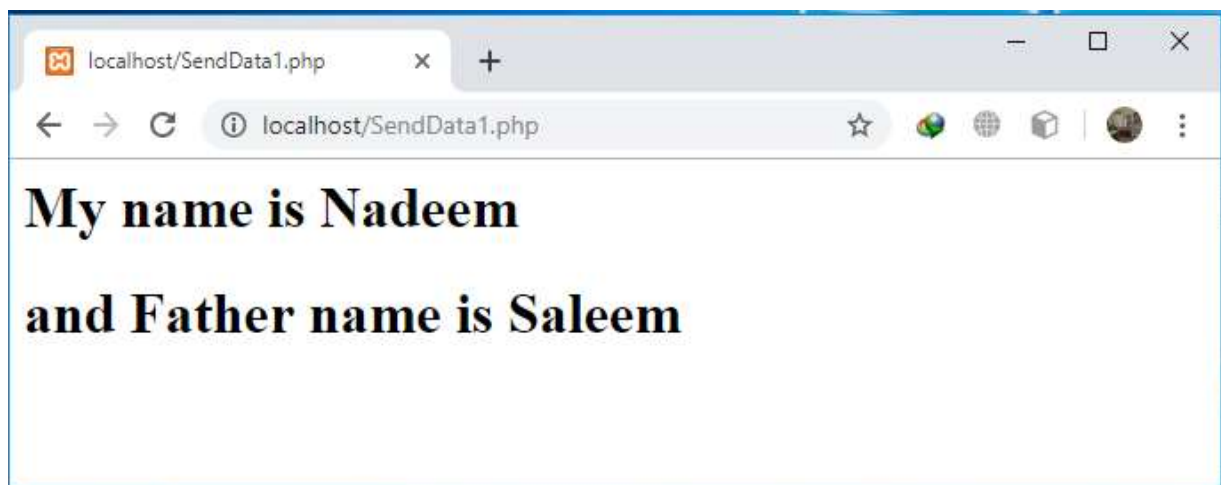 localhost/SendData1.php
localhost/SendData1.php
My name is Nadeem
and Father name is Saleem